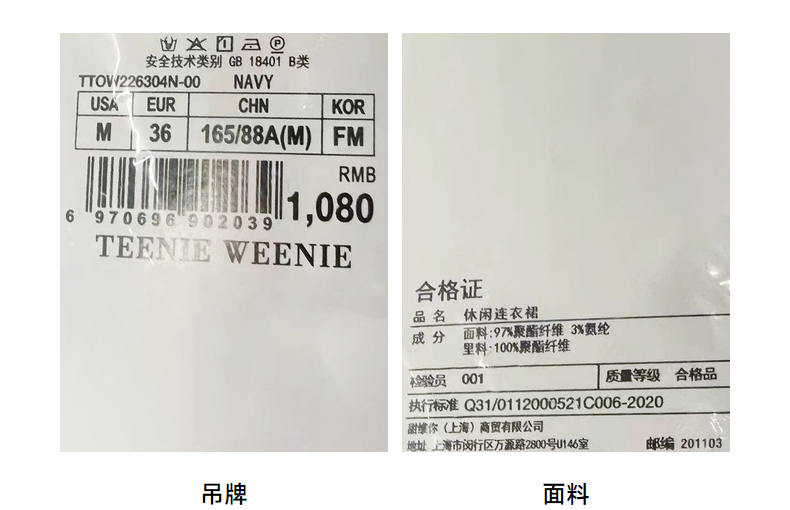 安全技术类别 GB 18401 B类
TTOW226304N-00 NAVY
USA EUR CHN KOR
M 36 165/88A(M) FM
RMB
1,080
6 970696 902039
TEENIE WEENIE
合格证
品名 休闲连衣裙
成分 面料:97%聚酯纤维 3%氨纶
里料:100%聚酯纤维
检验员 001 质量等级 合格品
执行标准 Q31/0112000521C006-2020
甜维你（上海）商贸有限公司
地址 上海市闵行区万源路2800号U146室 邮编 201103
吊牌
面料